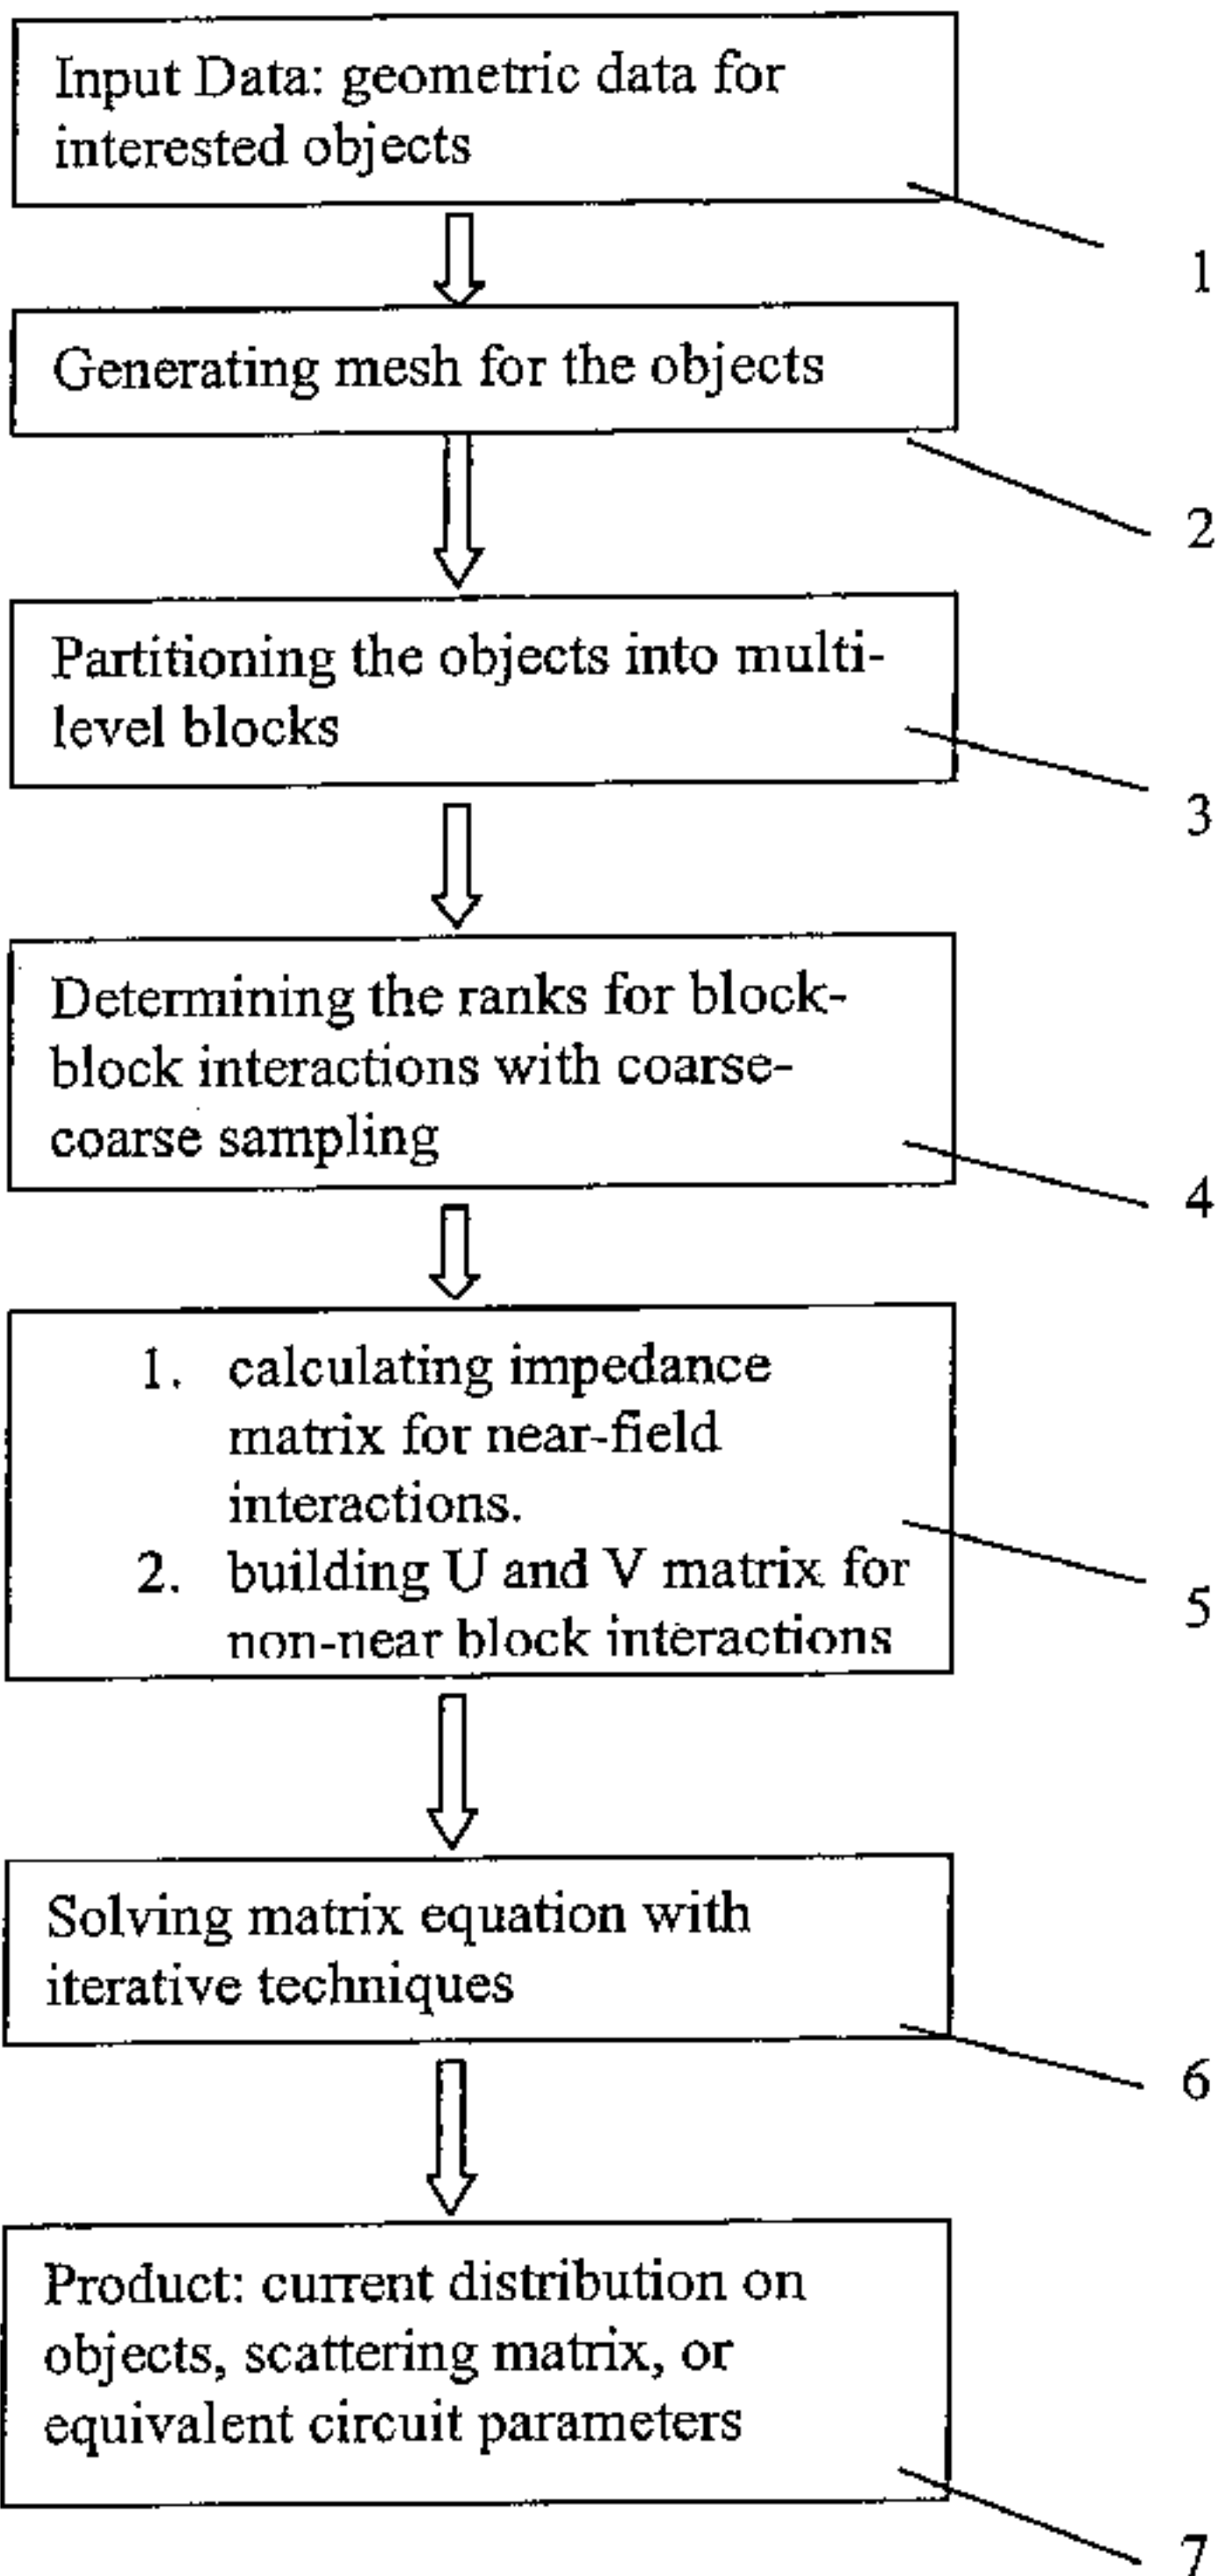 Input Data: geometric data for
interested objects
1
Generating mesh for the objects
2
Partitioning the objects into multi-
level blocks
3
Determining the ranks for block-
block interactions with coarse-
coarse sampling
4
1. calculating impedance
matrix for near-field
interactions.
2. building U and V matrix for
non-near block interactions
5
Solving matrix equation with
iterative techniques
6
Product: current distribution on
objects, scattering matrix, or
equivalent circuit parameters
7